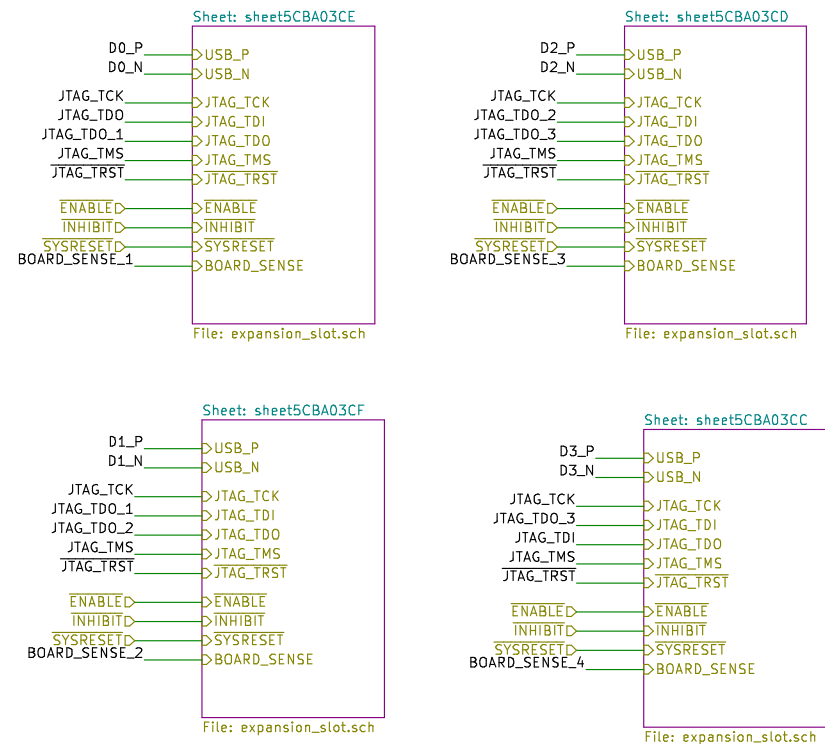 Sheet: sheet5CBA03CE
D0_P
USB_P
D0_N
USB_N
JTAG_TCK
JTAG_TCK
JTAG_TDO
JTAG_TDI
JTAG_TDO_1
JTAG_TDO
JTAG_TMS
JTAG_TMS
JTAG_TRST
JTAG_TRST
ENABLE
ENABLE
INHIBIT
INHIBIT
SYSRESET
SYSRESET
BOARD_SENSE_1
BOARD_SENSE
File: expansion_slot.sch
Sheet: sheet5CBA03CD
D2_P
USB_P
D2_N
USB_N
JTAG_TCK
JTAG_TCK
JTAG_TDO_2
JTAG_TDI
JTAG_TDO_3
JTAG_TDO
JTAG_TMS
JTAG_TMS
JTAG_TRST
JTAG_TRST
ENABLE
ENABLE
INHIBIT
INHIBIT
SYSRESET
SYSRESET
BOARD_SENSE_3
BOARD_SENSE
File: expansion_slot.sch
Sheet: sheet5CBA03CF
D1_P
USB_P
D1_N
USB_N
JTAG_TCK
JTAG_TCK
JTAG_TDO_1
JTAG_TDI
JTAG_TDO_2
JTAG_TDO
JTAG_TMS
JTAG_TMS
JTAG_TRST
JTAG_TRST
ENABLE
ENABLE
INHIBIT
INHIBIT
SYSRESET
SYSRESET
BOARD_SENSE_2
BOARD_SENSE
File: expansion_slot.sch
Sheet: sheet5CBA03CC
D3_P
USB_P
D3_N
USB_N
JTAG_TCK
JTAG_TCK
JTAG_TDO_3
JTAG_TDI
JTAG_TDI
JTAG_TDO
JTAG_TMS
JTAG_TMS
JTAG_TRST
JTAG_TRST
ENABLE
ENABLE
INHIBIT
INHIBIT
SYSRESET
SYSRESET
BOARD_SENSE_4
BOARD_SENSE
File: expansion_slot.sch